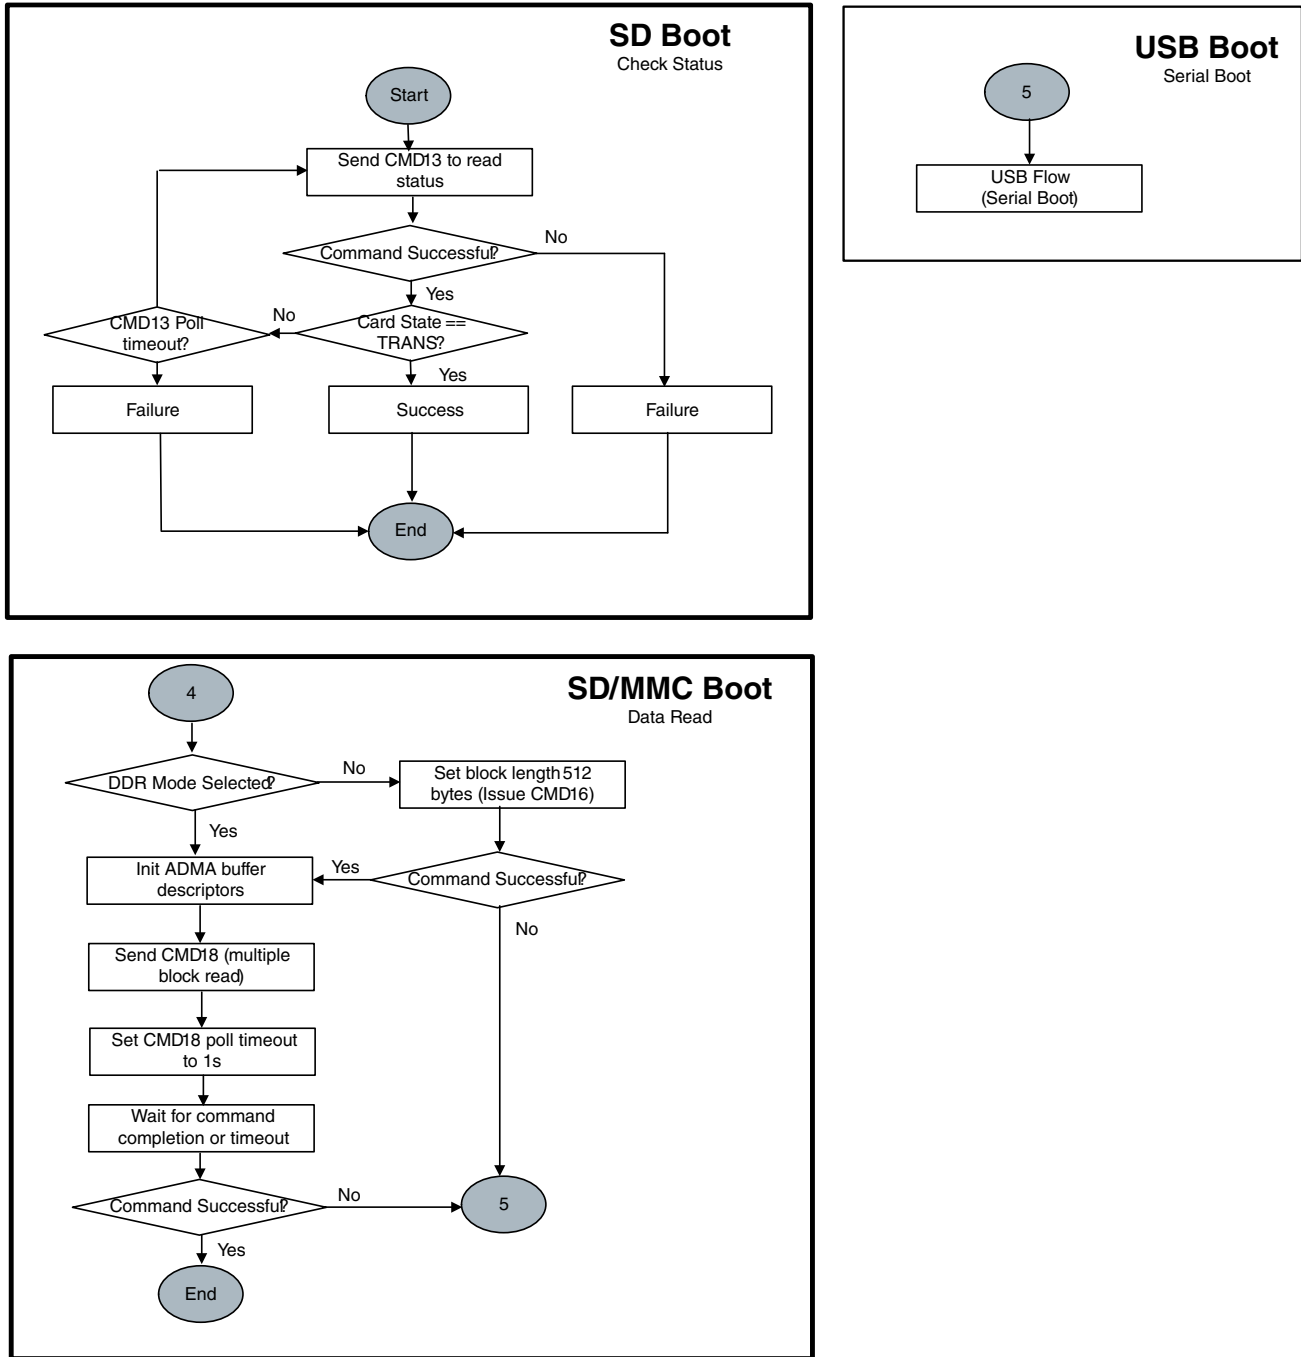 SD Boot
Check Status
Start
Send CMD13 to read
status
Command Successful?
No
Yes
CMD13 Poll
timeout?
No
Card State ==
TRANS?
Yes
Failure
Success
Failure
End
USB Boot
Serial Boot
5
USB Flow
(Serial Boot)
SD/MMC Boot
Data Read
4
DDR Mode Selected?
No
Set block length 512
bytes (Issue CMD16)
Yes
Init ADMA buffer
descriptors
Yes
Command Successful?
No
Send CMD18 (multiple
block read)
Set CMD18 poll timeout
to 1s
Wait for command
completion or timeout
Command Successful?
No
5
Yes
End